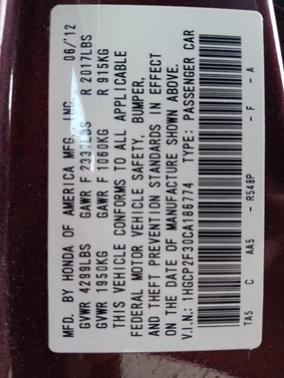 MFD. BY HONDA OF AMERICA MFG., INC. 06/'12
GVWR 4299LBS GAWR F 2337LBS R 2017LBS
GVWR 1950KG GAWR F 1060KG R 915KG
THIS VEHICLE CONFORMS TO ALL APPLICABLE
FEDERAL MOTOR VEHICLE SAFETY, BUMPER,
AND THEFT PREVENTION STANDARDS IN EFFECT
ON THE DATE OF MANUFACTURE SHOWN ABOVE.
V.I.N.: 1HGCP2F30CA186774 TYPE: PASSENGER CAR
TA5 C AA5 - R548P - F - A